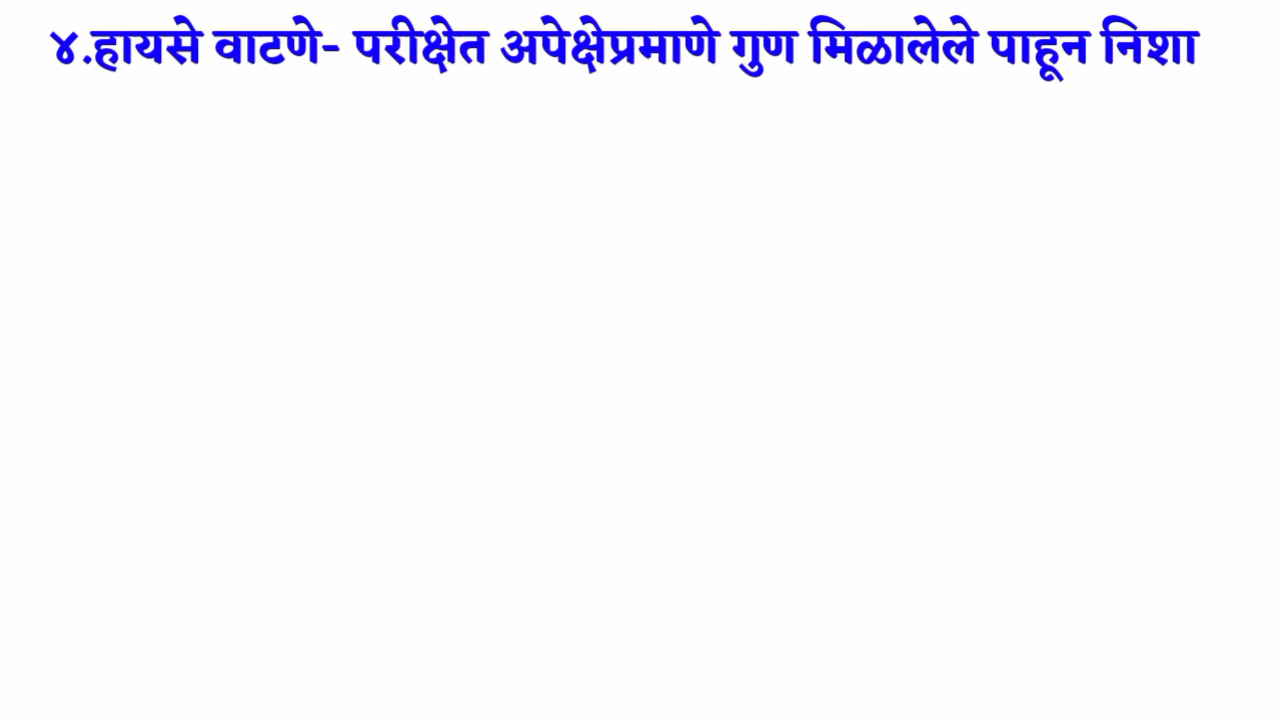 ४.हायसे वाटणे- परीक्षेत अपेक्षेप्रमाणे गुण मिळालेले पाहून निशा